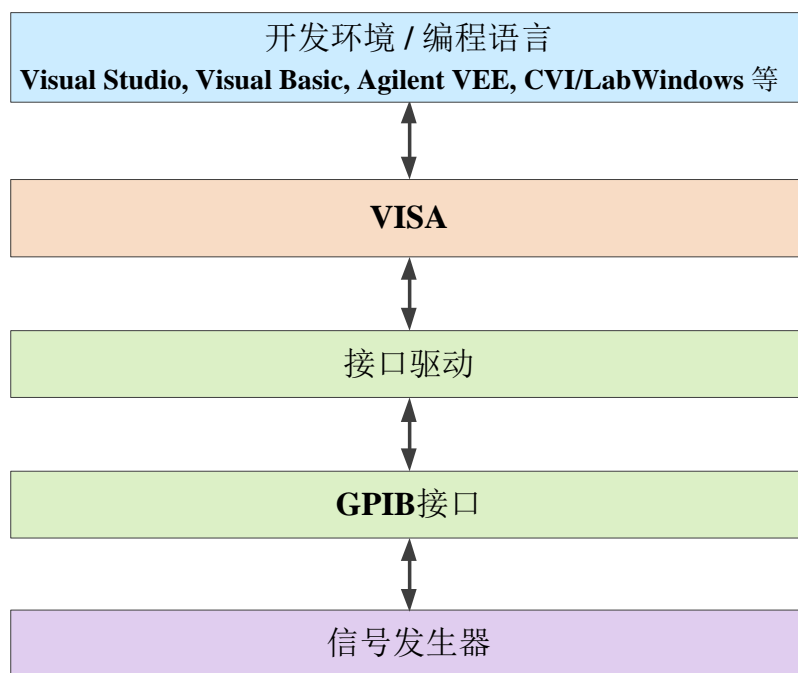 开发环境 / 编程语言
Visual Studio, Visual Basic, Agilent VEE, CVI/LabWindows 等
VISA
接口驱动
GPIB接口
信号发生器